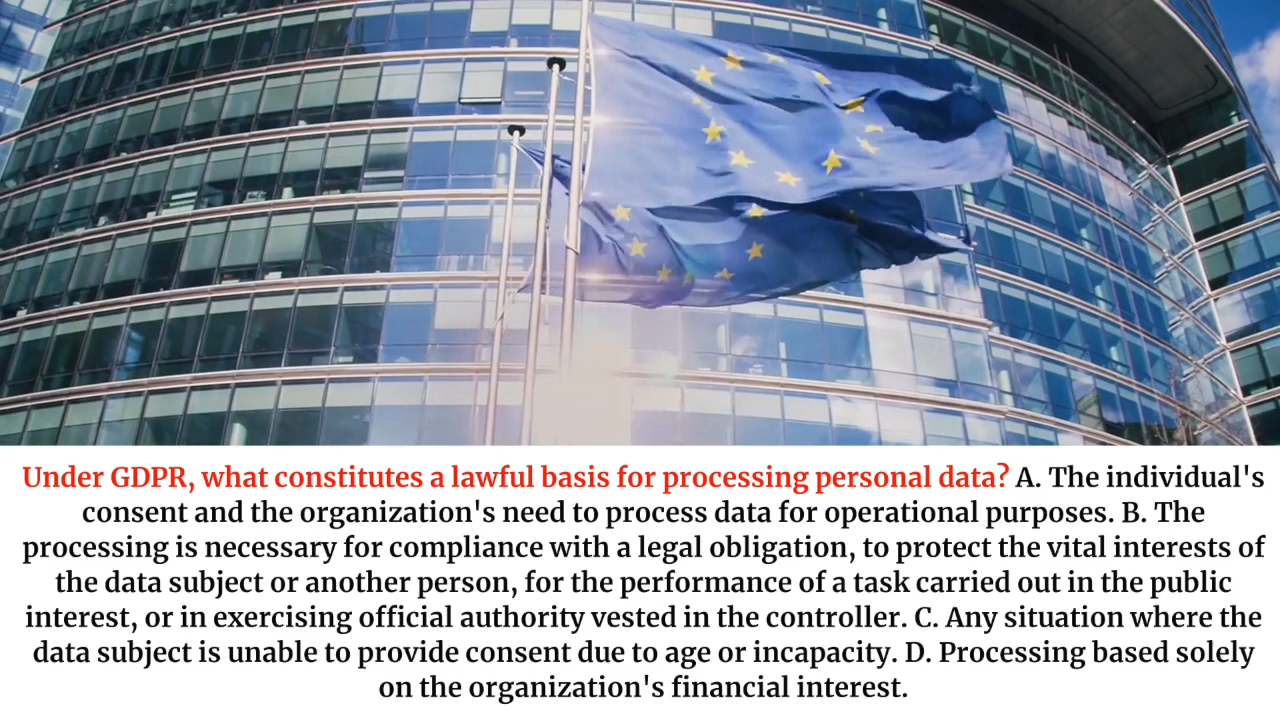 Under GDPR, what constitutes a lawful basis for processing personal data? A. The individual's
consent and the organization's need to process data for operational purposes. B. The
processing is necessary for compliance with a legal obligation, to protect the vital interests of
the data subject or another person, for the performance of a task carried out in the public
interest, or in exercising official authority vested in the controller. C. Any situation where the
data subject is unable to provide consent due to age or incapacity. D. Processing based solely
on the organization's financial interest.